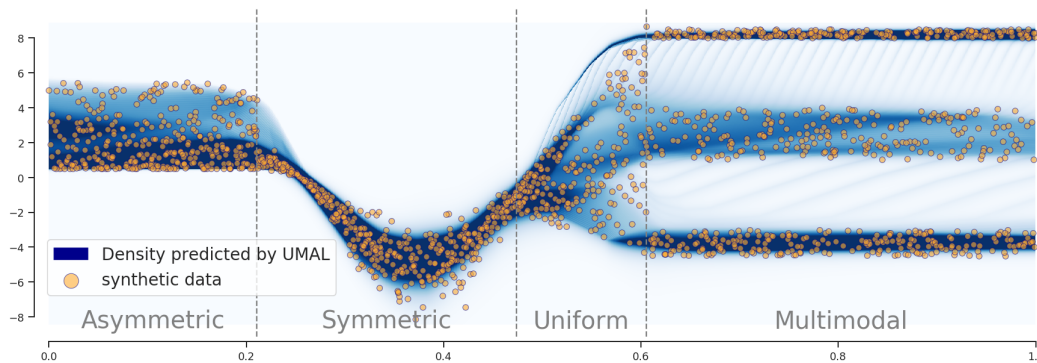 8
6
4
2
0
−2
−4
−6
−8
Density predicted by UMAL
synthetic data
Asymmetric Symmetric Uniform Multimodal
0.0 0.2 0.4 0.6 0.8 1.